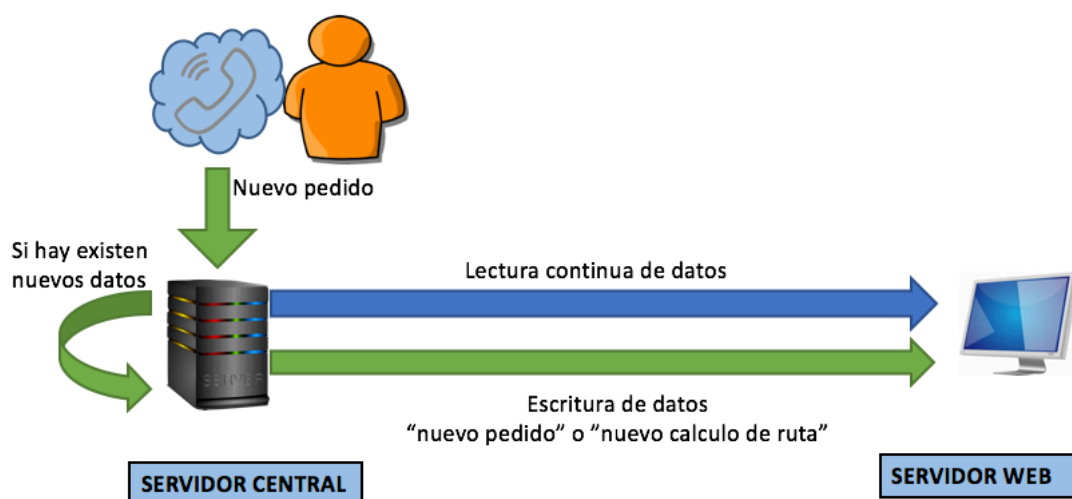 Nuevo pedido
Si hay existen
nuevos datos
Lectura continua de datos
SERVER
Escritura de datos
“nuevo pedido” o “nuevo calculo de ruta”
SERVIDOR CENTRAL
SERVIDOR WEB